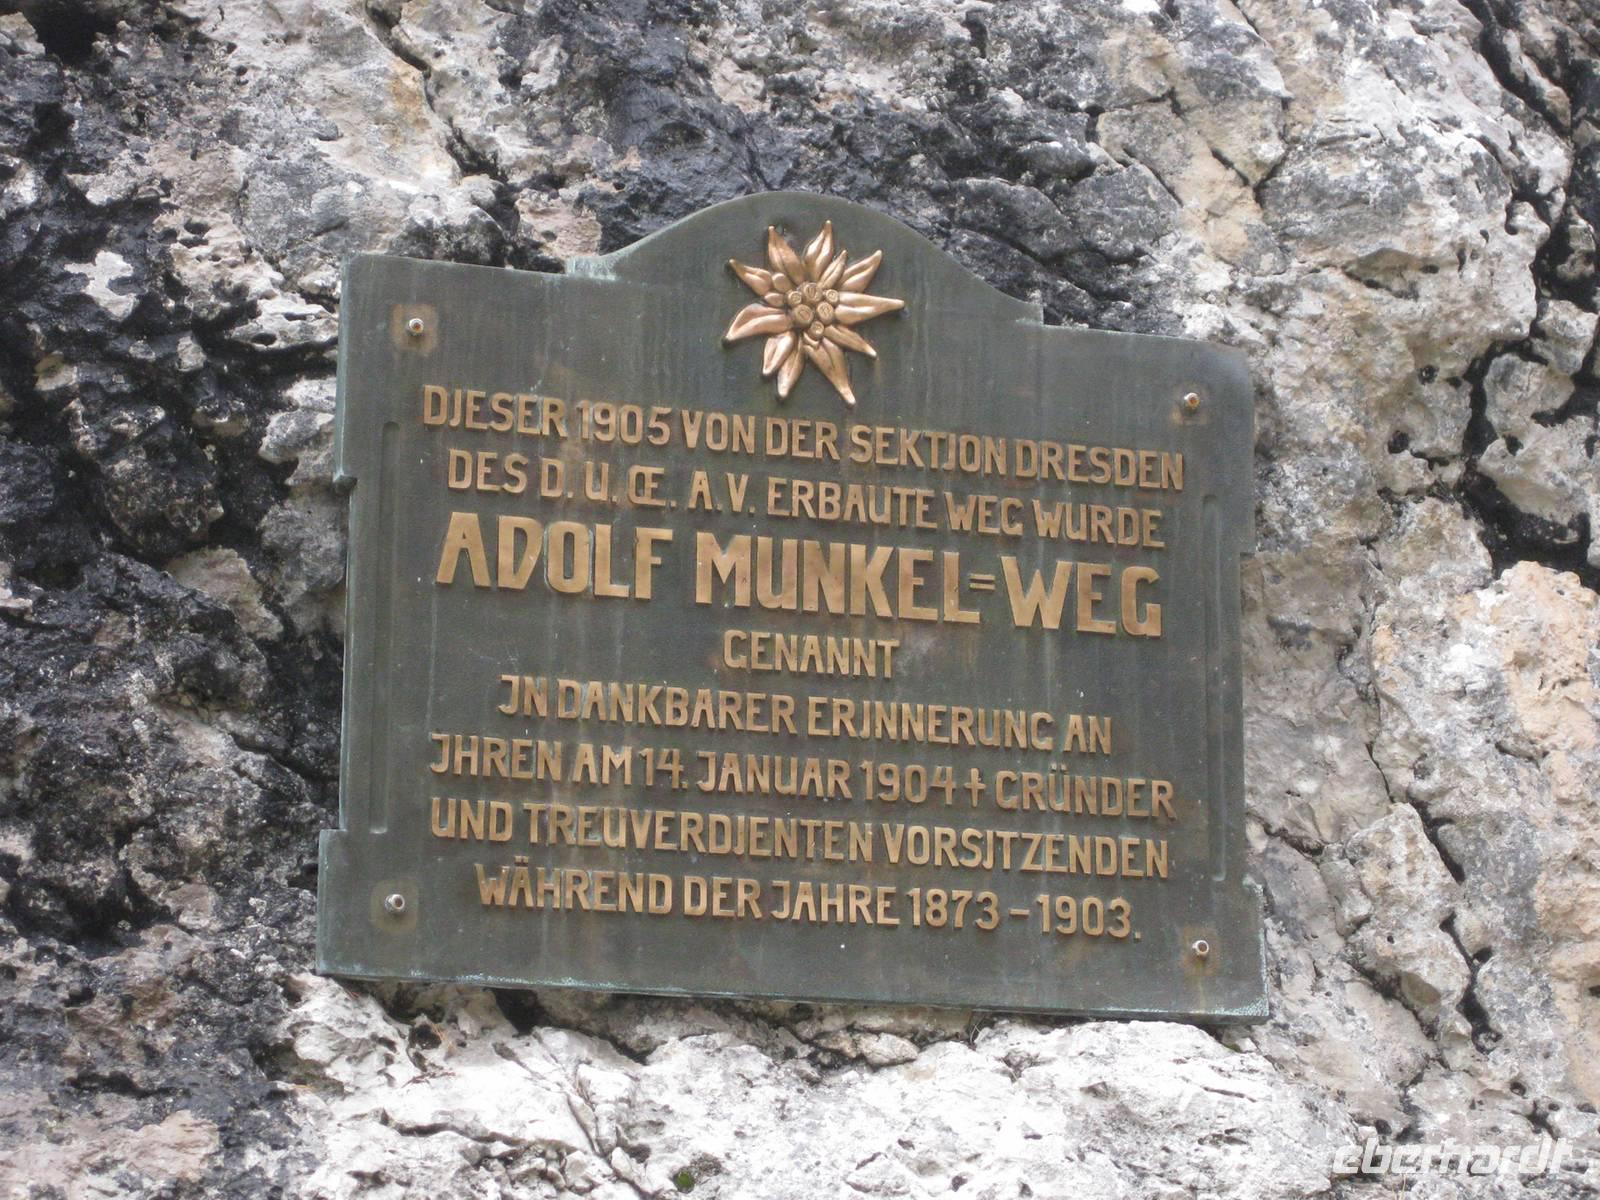 DJESER 1905 VON DER SEKTJON DRESDEN
DES D. U. Œ. A.V. ERBAUTE WEG WURDE
ADOLF MUNKEL=WEG
GENANNT
JN DANKBARER ERJNNERUNG AN
JHREN AM 14. JANUAR 1904 † GRÜNDER
UND TREUVERDJENTEN VORSJTZENDEN
WÄHREND DER JAHRE 1873 – 1903.
eberhardt